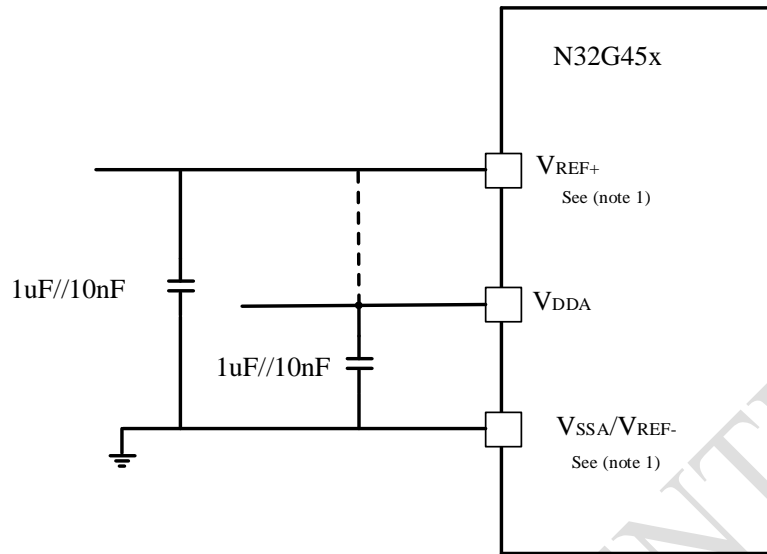 N32G45x
VREF+
See (note 1)
1uF//10nF
VDDA
1uF//10nF
VSSA/VREF-
See (note 1)